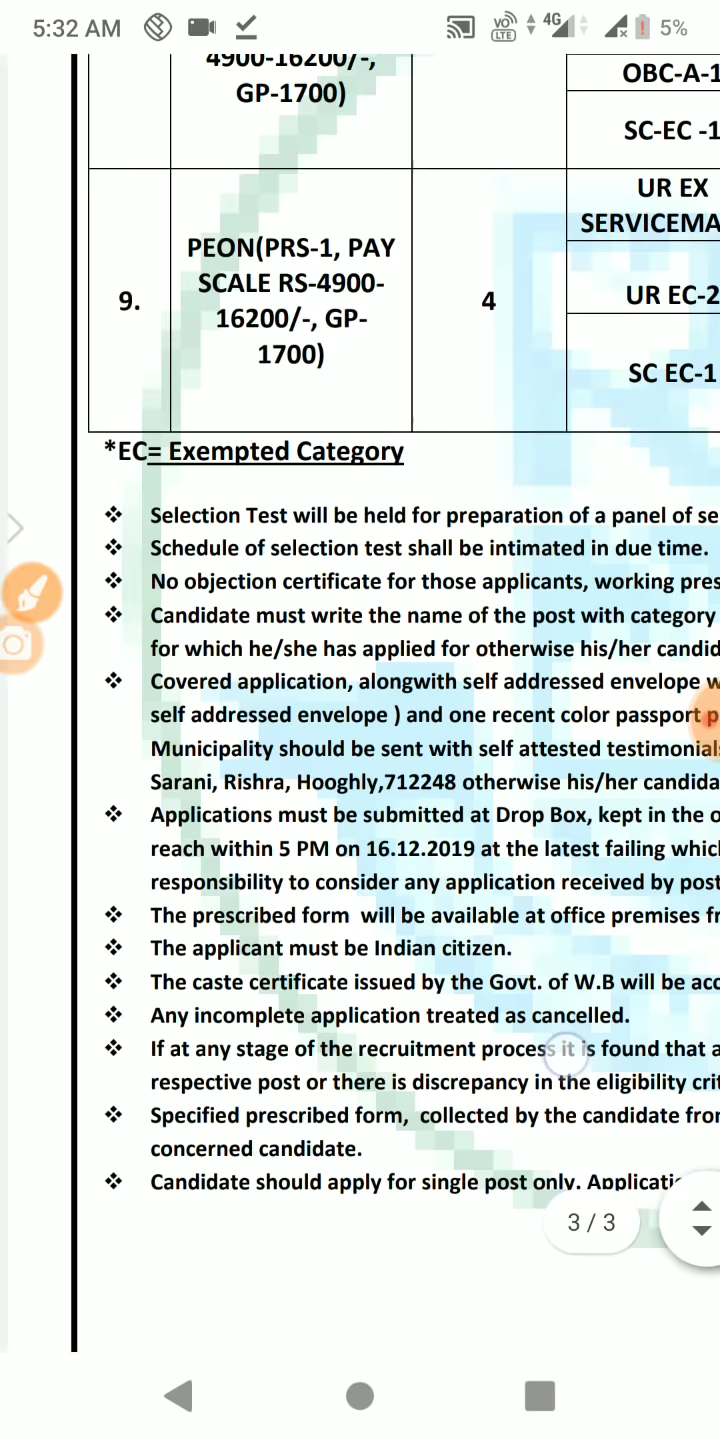 5:32 AM
VO
LTE
4G
5%
4900-16200/-,
GP-1700)
OBC-A-1
SC-EC -1
9.
PEON(PRS-1, PAY
SCALE RS-4900-
16200/-, GP-
1700)
4
UR EX
SERVICEMA
UR EC-2
SC EC-1
*EC= Exempted Category
❖ Selection Test will be held for preparation of a panel of se
❖ Schedule of selection test shall be intimated in due time.
❖ No objection certificate for those applicants, working pres
❖ Candidate must write the name of the post with category
for which he/she has applied for otherwise his/her candid
❖ Covered application, alongwith self addressed envelope w
self addressed envelope ) and one recent color passport p
Municipality should be sent with self attested testimonials
Sarani, Rishra, Hooghly,712248 otherwise his/her candida
❖ Applications must be submitted at Drop Box, kept in the o
reach within 5 PM on 16.12.2019 at the latest failing which
responsibility to consider any application received by post
❖ The prescribed form will be available at office premises fr
❖ The applicant must be Indian citizen.
❖ The caste certificate issued by the Govt. of W.B will be acc
❖ Any incomplete application treated as cancelled.
❖ If at any stage of the recruitment process it is found that a
respective post or there is discrepancy in the eligibility crit
❖ Specified prescribed form, collected by the candidate from
concerned candidate.
❖ Candidate should apply for single post only. Applicati
3 / 3